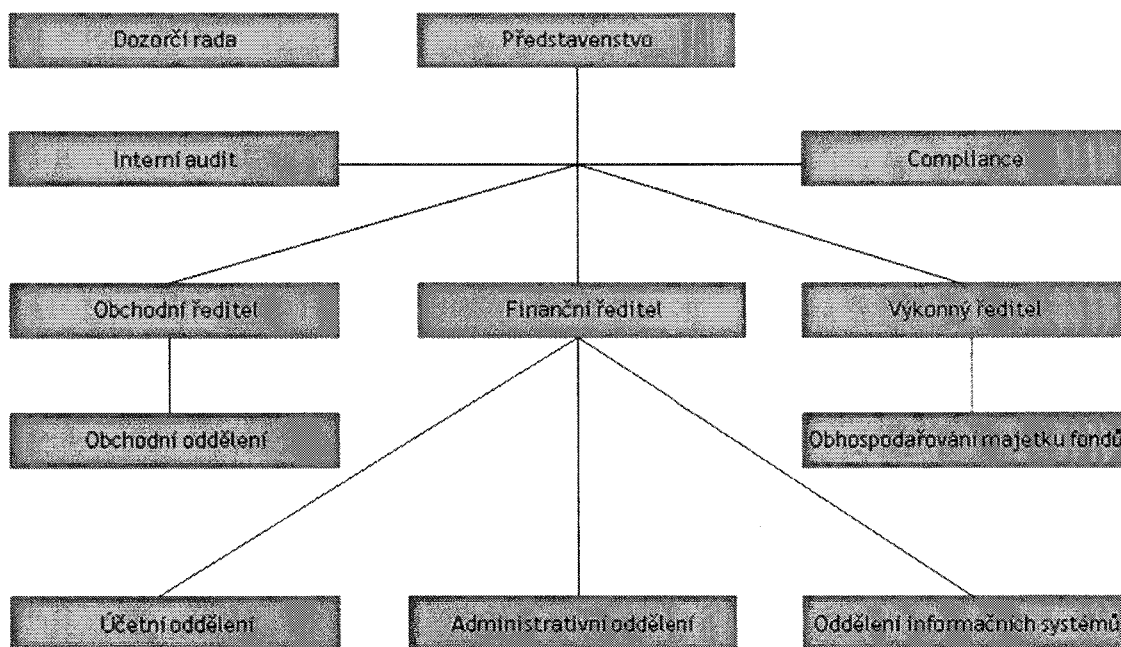 Dozorčí rada
Představenstvo
Interní audit
Compliance
Obchodní ředitel
Finanční ředitel
Výkonný ředitel
Obchodní oddělení
Obhospodařování majetku fondů
Účetní oddělení
Administrativní oddělení
Oddělení informačních systémů